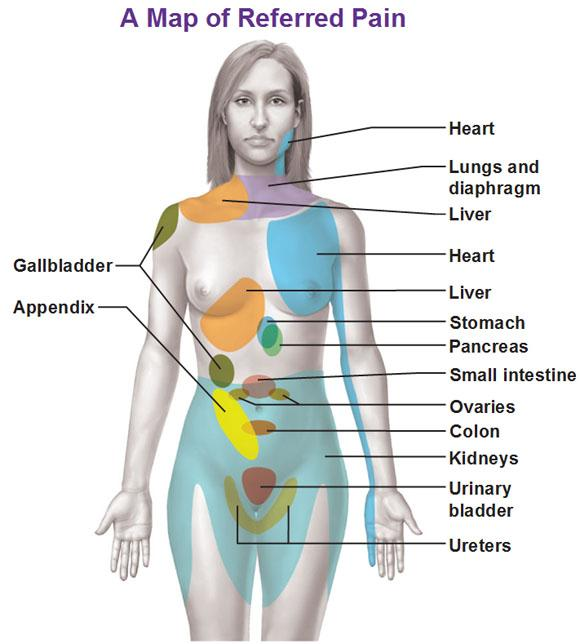 A Map of Referred Pain
Heart
Lungs and
diaphragm
Liver
Heart
Gallbladder
Liver
Appendix
Stomach
Pancreas
Small intestine
Ovaries
Colon
Kidneys
Urinary
bladder
Ureters